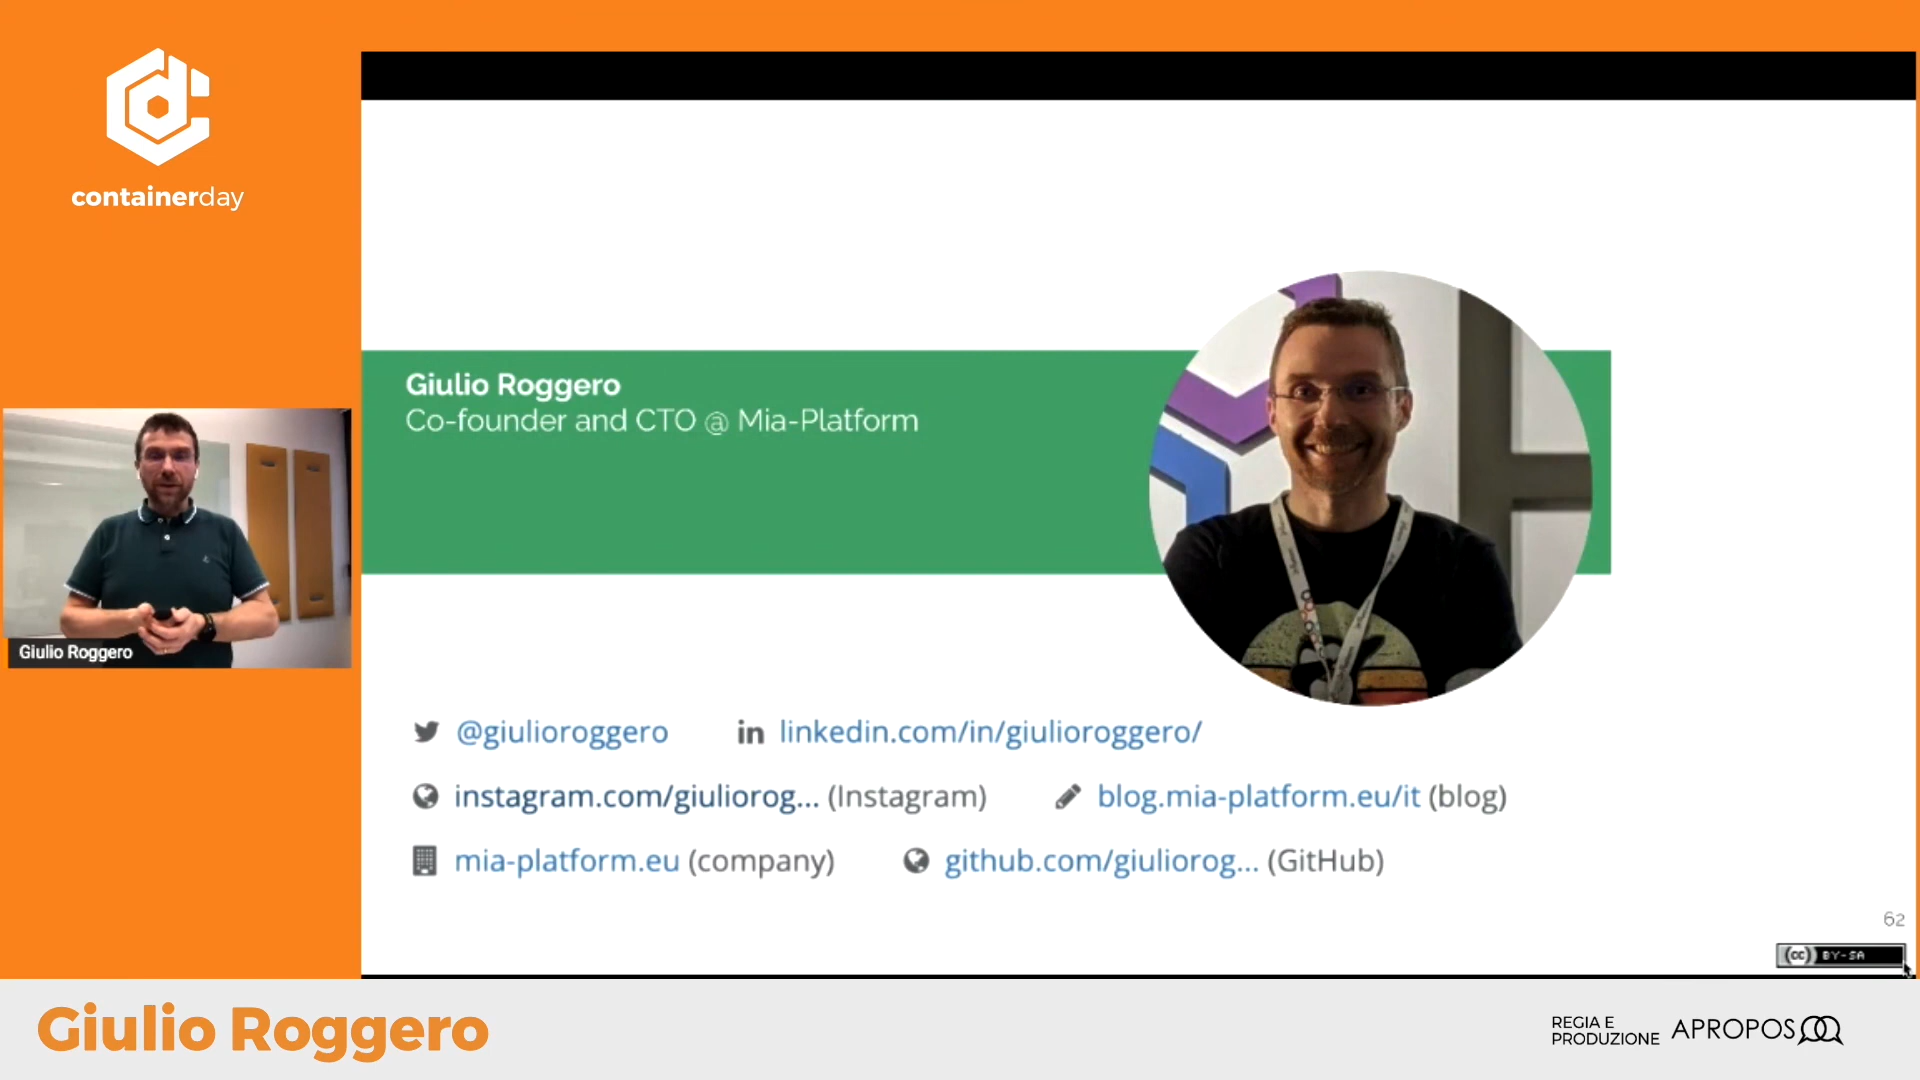 containerday
Giulio Roggero
Co-founder and CTO @ Mia-Platform
Giulio Roggero
@giulioroggero
linkedin.com/in/giulioroggero/
instagram.com/giuliorog... (Instagram)
blog.mia-platform.eu/it (blog)
mia-platform.eu (company)
github.com/giuliorog... (GitHub)
62
cc BY-SA
Giulio Roggero
REGIA E
PRODUZIONE
APROPOS